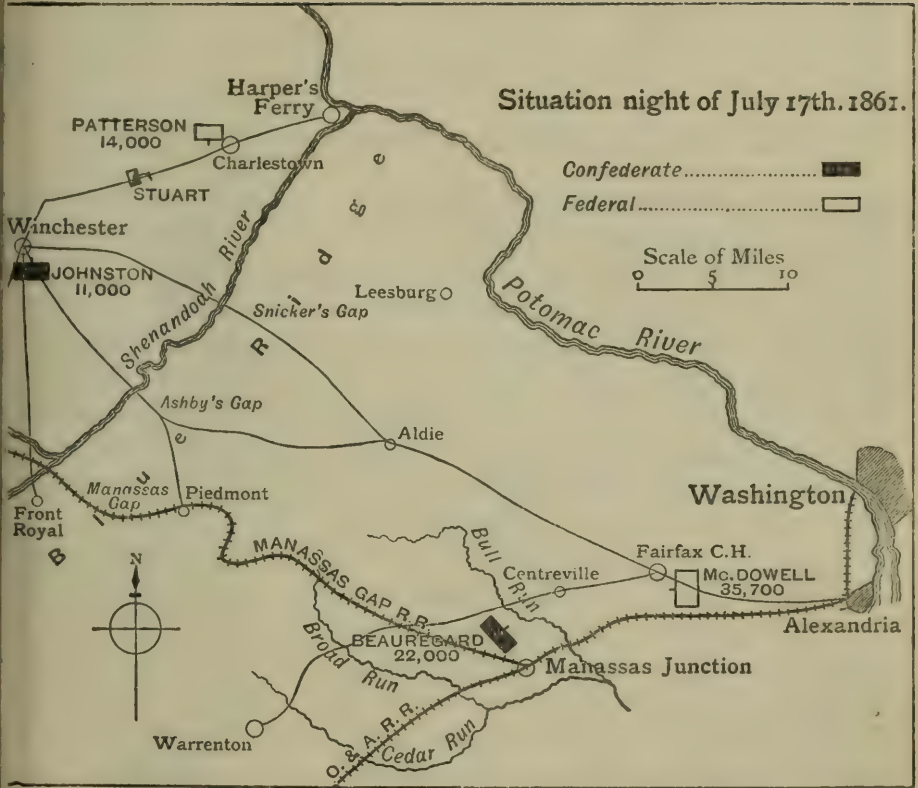 Situation night of July 17th. 1861.
Confederate
Federal
Scale of Miles
0 5 10
Harper's
Ferry
PATTERSON
14,000
Charlestown
STUART
Winchester
JOHNSTON
11,000
Shenandoah River
Snicker's Gap
Leesburg
Potomac River
Blue Ridge
Ashby's Gap
Aldie
Manassas
Gap
Piedmont
Front
Royal
Washington
N
MANASSAS GAP R.R.
Bull Run
Centreville
Fairfax C.H.
Mc.DOWELL
35,700
Alexandria
BEAUREGARD
22,000
Manassas Junction
Broad Run
Warrenton
O. & A. R. R.
Cedar Run